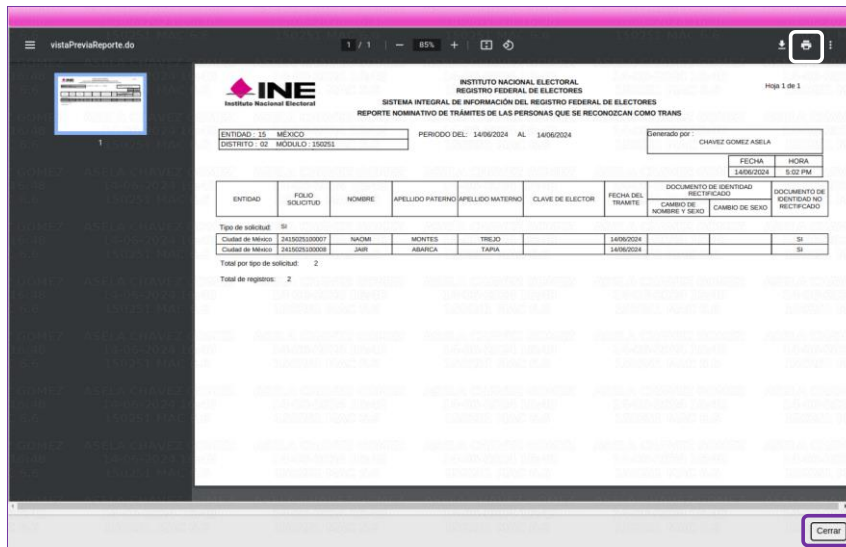 vistaPreviaReporte.do
1 / 1
85%
1
INE
Instituto Nacional Electoral
INSTITUTO NACIONAL ELECTORAL
REGISTRO FEDERAL DE ELECTORES
SISTEMA INTEGRAL DE INFORMACIÓN DEL REGISTRO FEDERAL DE ELECTORES
REPORTE NOMINATIVO DE TRÁMITES DE LAS PERSONAS QUE SE RECONOZCAN COMO TRANS
Hoja 1 de 1
ENTIDAD : 15 MÉXICO
DISTRITO : 02 MÓDULO : 150251
PERIODO DEL: 14/06/2024 AL 14/06/2024
Generado por :
CHAVEZ GOMEZ ASELA
FECHA HORA
14/06/2024 5:02 PM
ENTIDAD FOLIO SOLICITUD NOMBRE APELLIDO PATERNO APELLIDO MATERNO CLAVE DE ELECTOR FECHA DEL TRAMITE DOCUMENTO DE IDENTIDAD RECTIFICADO DOCUMENTO DE IDENTIDAD NO RECTIFCADO
CAMBIO DE NOMBRE Y SEXO CAMBIO DE SEXO
Tipo de solicitud: SI
Ciudad de México 2415025100007 NAOMI MONTES TREJO 14/06/2024 SI
Ciudad de México 2415025100008 JAIR ABARCA TAPIA 14/06/2024 SI
Total por tipo de solicitud: 2
Total de registros: 2
Cerrar